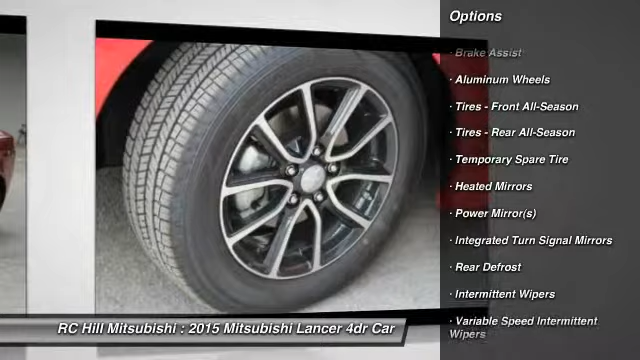 Options
· Brake Assist
· Aluminum Wheels
· Tires - Front All-Season
· Tires - Rear All-Season
· Temporary Spare Tire
· Heated Mirrors
· Power Mirror(s)
· Integrated Turn Signal Mirrors
· Rear Defrost
· Intermittent Wipers
· Variable Speed Intermittent
Wipers
RC Hill Mitsubishi : 2015 Mitsubishi Lancer 4dr Car